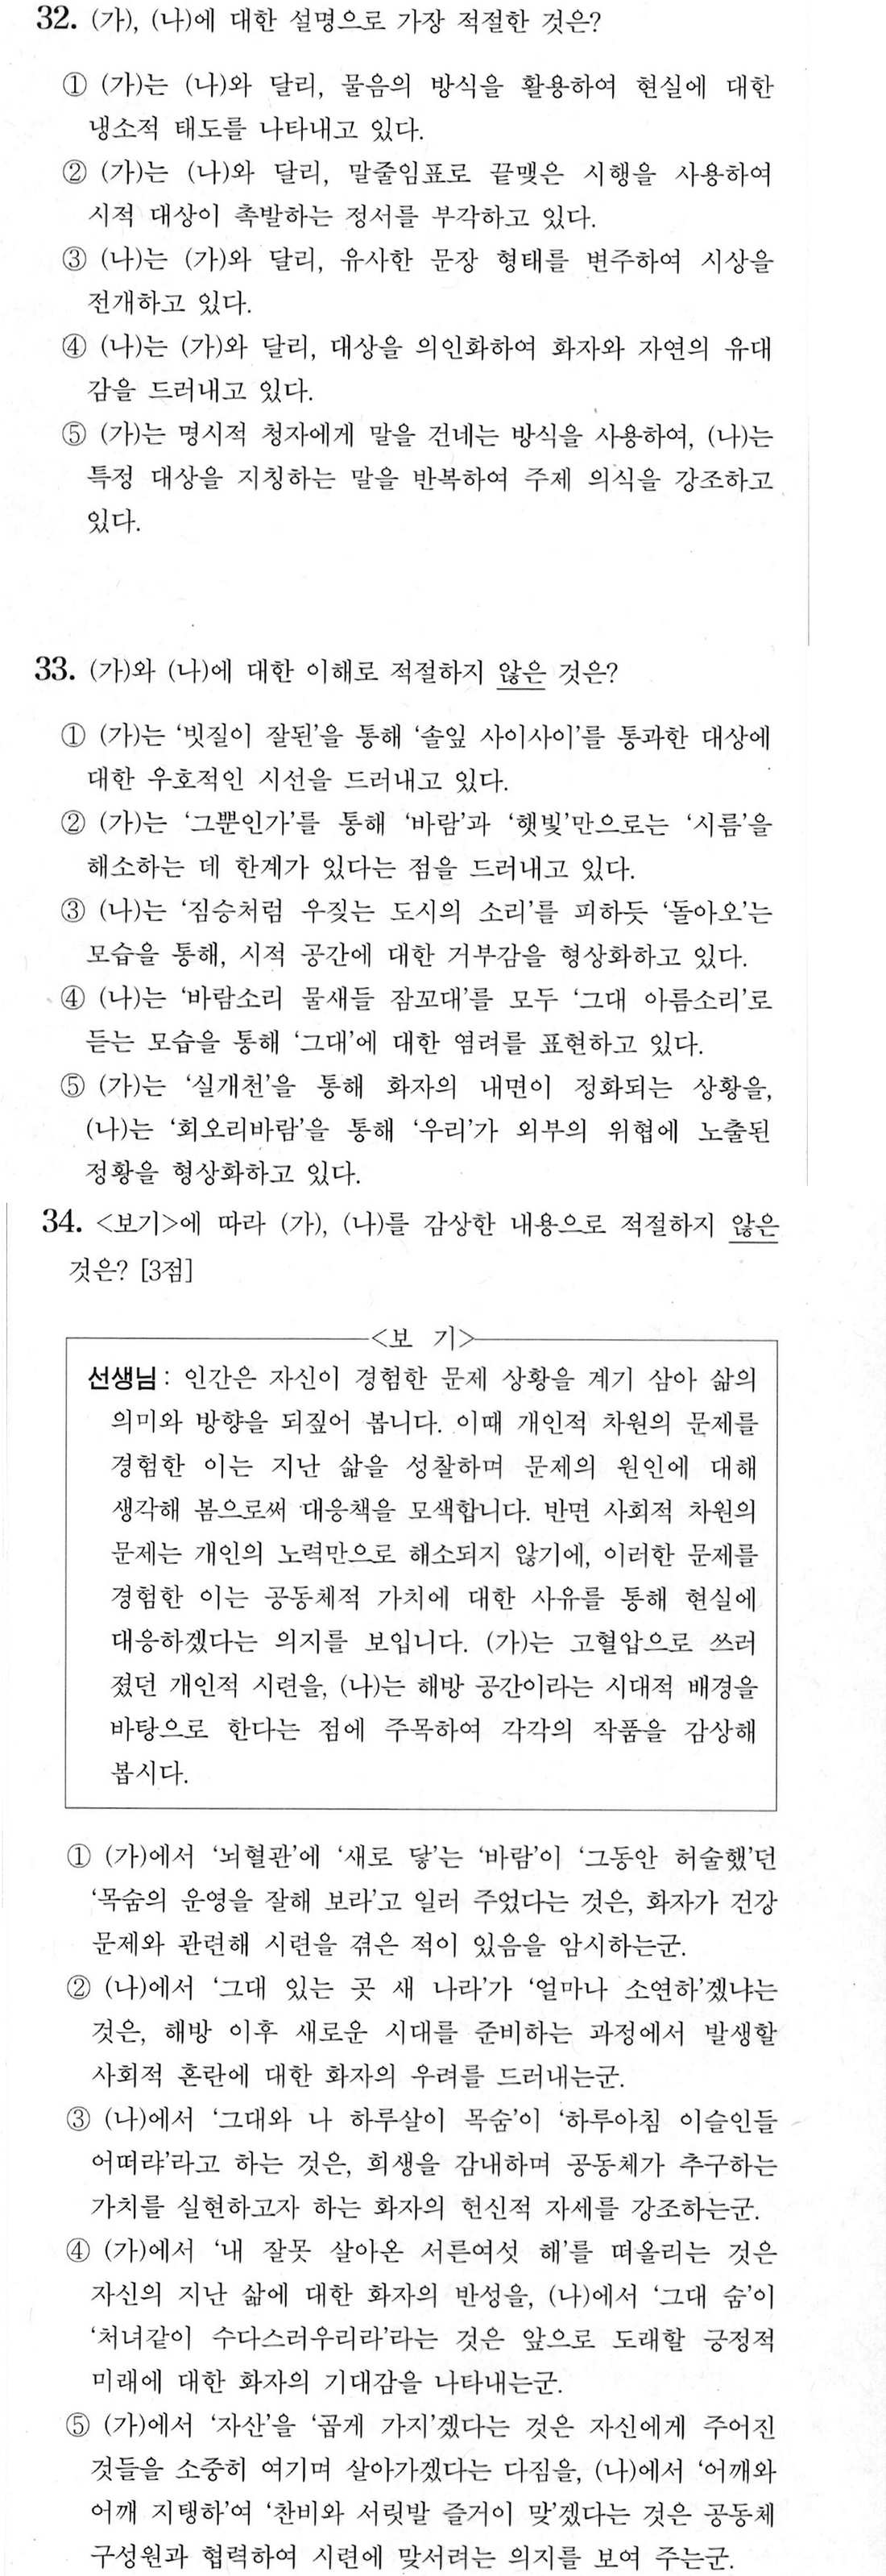 32. (가), (나)에 대한 설명으로 가장 적절한 것은?
① (가)는 (나)와 달리, 물음의 방식을 활용하여 현실에 대한
냉소적 태도를 나타내고 있다.
② (가)는 (나)와 달리, 말줄임표로 끝맺은 시행을 사용하여
시적 대상이 촉발하는 정서를 부각하고 있다.
③ (나)는 (가)와 달리, 유사한 문장 형태를 변주하여 시상을
전개하고 있다.
④ (나)는 (가)와 달리, 대상을 의인화하여 화자와 자연의 유대
감을 드러내고 있다.
⑤ (가)는 명시적 청자에게 말을 건네는 방식을 사용하여, (나)는
특정 대상을 지칭하는 말을 반복하여 주제 의식을 강조하고
있다.
33. (가)와 (나)에 대한 이해로 적절하지 않은 것은?
① (가)는 ‘빗질이 잘된’을 통해 ‘솔잎 사이사이’를 통과한 대상에
대한 우호적인 시선을 드러내고 있다.
② (가)는 ‘그뿐인가’를 통해 ‘바람’과 ‘햇빛’만으로는 ‘시름’을
해소하는 데 한계가 있다는 점을 드러내고 있다.
③ (나)는 ‘짐승처럼 우짖는 도시의 소리’를 피하듯 ‘돌아오’는
모습을 통해, 시적 공간에 대한 거부감을 형상화하고 있다.
④ (나)는 ‘바람소리 물새들 잠꼬대’를 모두 ‘그대 아름소리’로
듣는 모습을 통해 ‘그대’에 대한 염려를 표현하고 있다.
⑤ (가)는 ‘실개천’을 통해 화자의 내면이 정화되는 상황을,
(나)는 ‘회오리바람’을 통해 ‘우리’가 외부의 위협에 노출된
정황을 형상화하고 있다.
34. <보기>에 따라 (가), (나)를 감상한 내용으로 적절하지 않은
것은? [3점]
<보 기>
선생님 : 인간은 자신이 경험한 문제 상황을 계기 삼아 삶의
의미와 방향을 되짚어 봅니다. 이때 개인적 차원의 문제를
경험한 이는 지난 삶을 성찰하며 문제의 원인에 대해
생각해 봄으로써 대응책을 모색합니다. 반면 사회적 차원의
문제는 개인의 노력만으로 해소되지 않기에, 이러한 문제를
경험한 이는 공동체적 가치에 대한 사유를 통해 현실에
대응하겠다는 의지를 보입니다. (가)는 고혈압으로 쓰러
졌던 개인적 시련을, (나)는 해방 공간이라는 시대적 배경을
바탕으로 한다는 점에 주목하여 각각의 작품을 감상해
봅시다.
① (가)에서 ‘뇌혈관’에 ‘새로 닿’는 ‘바람’이 ‘그동안 허술했’던
‘목숨의 운영을 잘해 보라’고 일러 주었다는 것은, 화자가 건강
문제와 관련해 시련을 겪은 적이 있음을 암시하는군.
② (나)에서 ‘그대 있는 곳 새 나라’가 ‘얼마나 소연하’겠냐는
것은, 해방 이후 새로운 시대를 준비하는 과정에서 발생할
사회적 혼란에 대한 화자의 우려를 드러내는군.
③ (나)에서 ‘그대와 나 하루살이 목숨’이 ‘하루아침 이슬인들
어떠랴’라고 하는 것은, 희생을 감내하며 공동체가 추구하는
가치를 실현하고자 하는 화자의 헌신적 자세를 강조하는군.
④ (가)에서 ‘내 잘못 살아온 서른여섯 해’를 떠올리는 것은
자신의 지난 삶에 대한 화자의 반성을, (나)에서 ‘그대 숨’이
‘처녀같이 수다스러우리라’라는 것은 앞으로 도래할 긍정적
미래에 대한 화자의 기대감을 나타내는군.
⑤ (가)에서 ‘자산’을 ‘곱게 가지’겠다는 것은 자신에게 주어진
것들을 소중히 여기며 살아가겠다는 다짐을, (나)에서 ‘어깨와
어깨 지탱하’여 ‘찬비와 서릿발 즐거이 맞’겠다는 것은 공동체
구성원과 협력하여 시련에 맞서려는 의지를 보여 주는군.